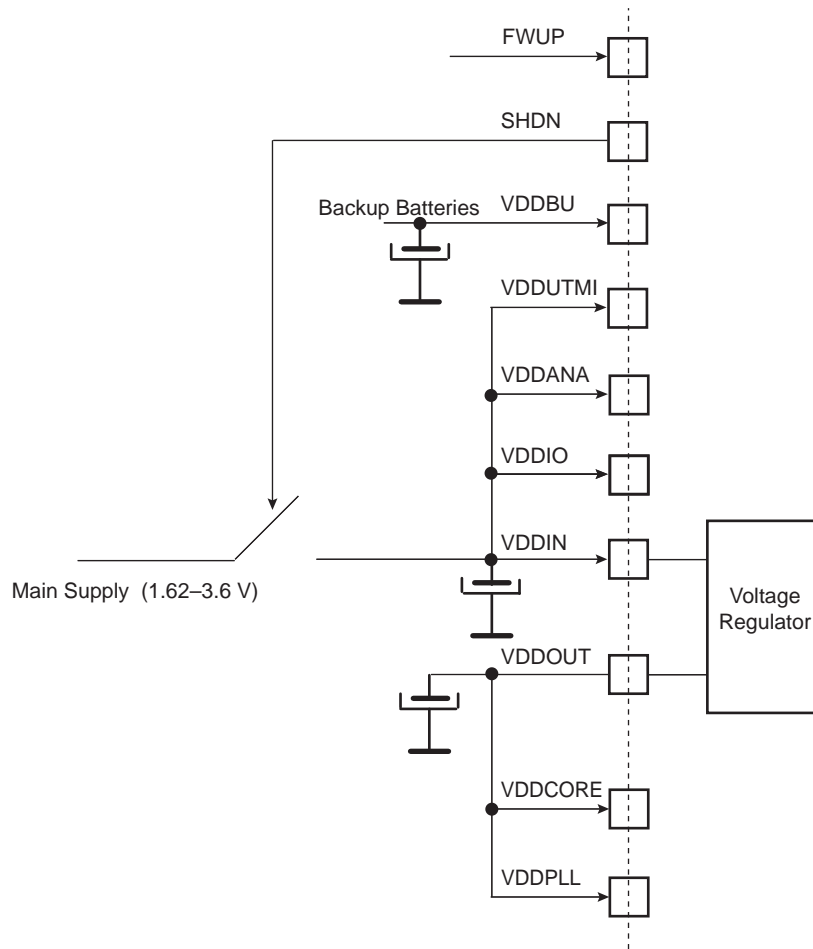 FWUP
SHDN
Backup Batteries
VDDBU
VDDUTMI
VDDANA
VDDIO
VDDIN
Main Supply (1.62–3.6 V)
Voltage
Regulator
VDDOUT
VDDCORE
VDDPLL